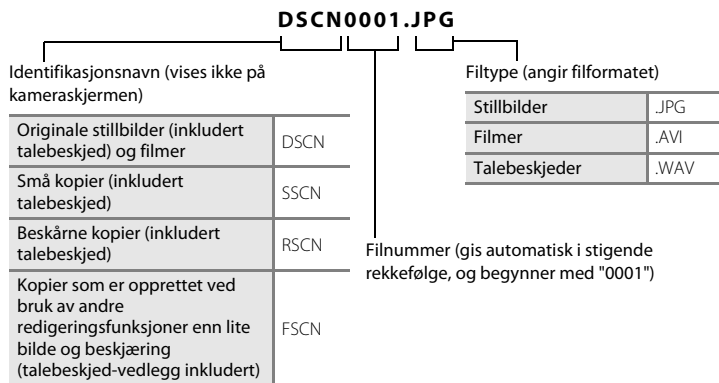 DSCN0001.JPG
Identifikasjonsnavn (vises ikke på
kameraskjermen)
Originale stillbilder (inkludert
talebeskjed) og filmer
DSCN
Små kopier (inkludert
talebeskjed)
SSCN
Beskårne kopier (inkludert
talebeskjed)
RSCN
Kopier som er opprettet ved
bruk av andre
redigeringsfunksjoner enn lite
bilde og beskjæring
(talebeskjed-vedlegg inkludert)
FSCN
Filnummer (gis automatisk i stigende
rekkefølge, og begynner med "0001")
Filtype (angir filformatet)
Stillbilder .JPG
Filmer .AVI
Talebeskjeder .WAV